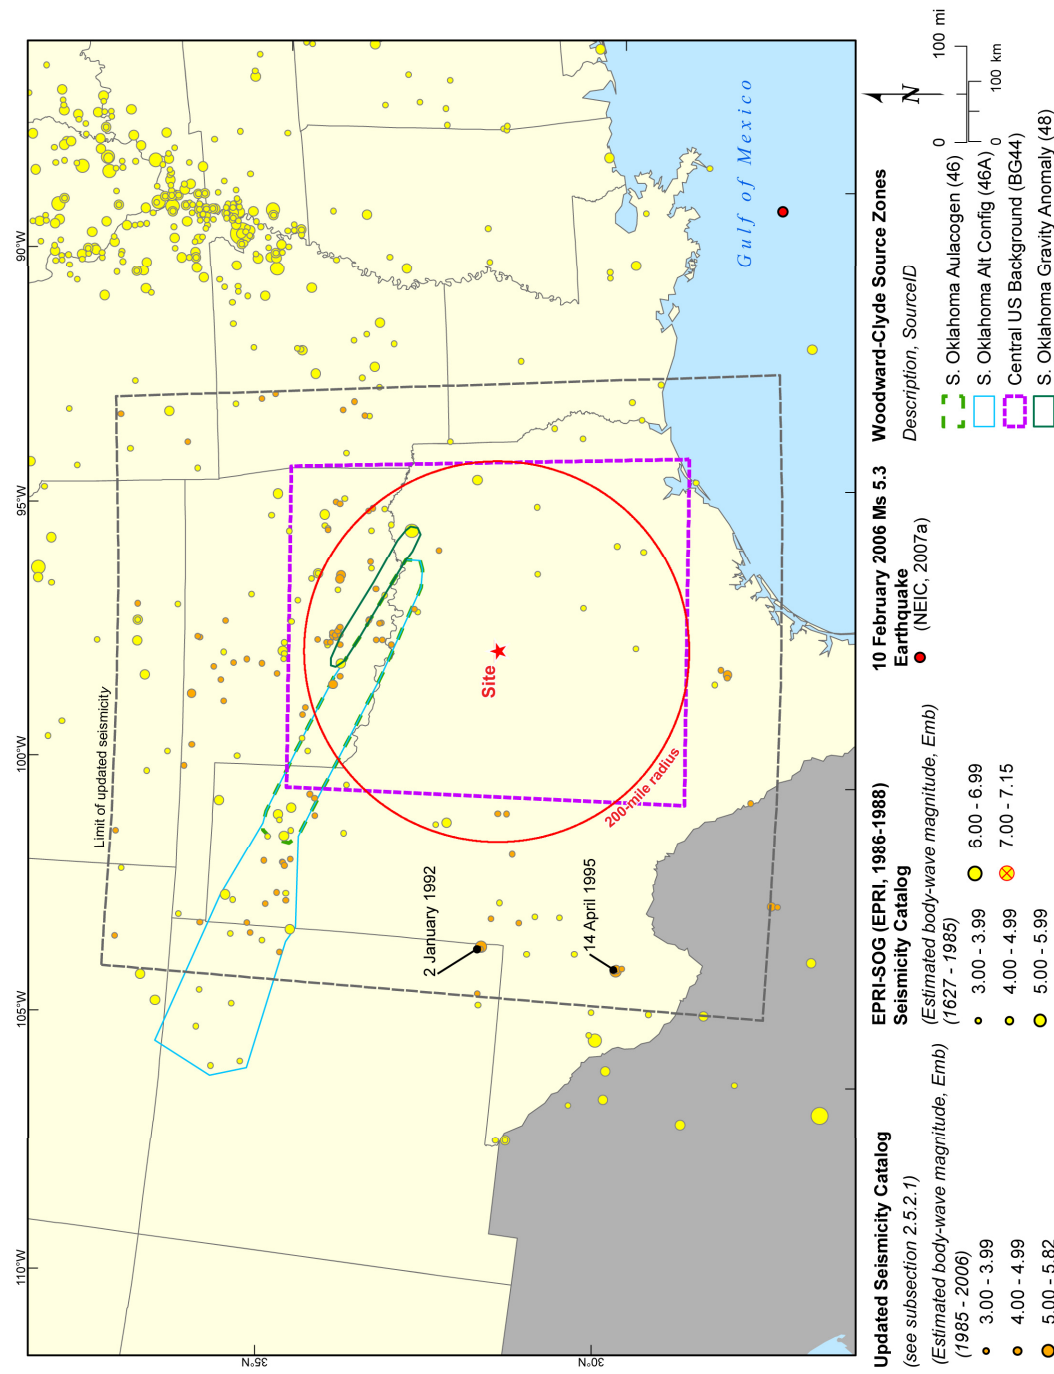 110°W
105°W
100°W
95°W
90°W
35°N
30°N
Limit of updated seismicity
2 January 1992
14 April 1995
Site
200-mile radius
Gulf of Mexico
Updated Seismicity Catalog
(see subsection 2.5.2.1)
(Estimated body-wave magnitude, Emb)
(1985 - 2006)
3.00 - 3.99
4.00 - 4.99
5.00 - 5.82
EPRI-SOG (EPRI, 1986-1988)
Seismicity Catalog
(Estimated body-wave magnitude, Emb)
(1627 - 1985)
3.00 - 3.99
4.00 - 4.99
5.00 - 5.99
6.00 - 6.99
7.00 - 7.15
10 February 2006 Ms 5.3
Earthquake
(NEIC, 2007a)
Woodward-Clyde Source Zones
Description, SourceID
S. Oklahoma Aulacogen (46)
S. Oklahoma Alt Config (46A)
Central US Background (BG44)
S. Oklahoma Gravity Anomaly (48)
N
0 100 mi
0 100 km